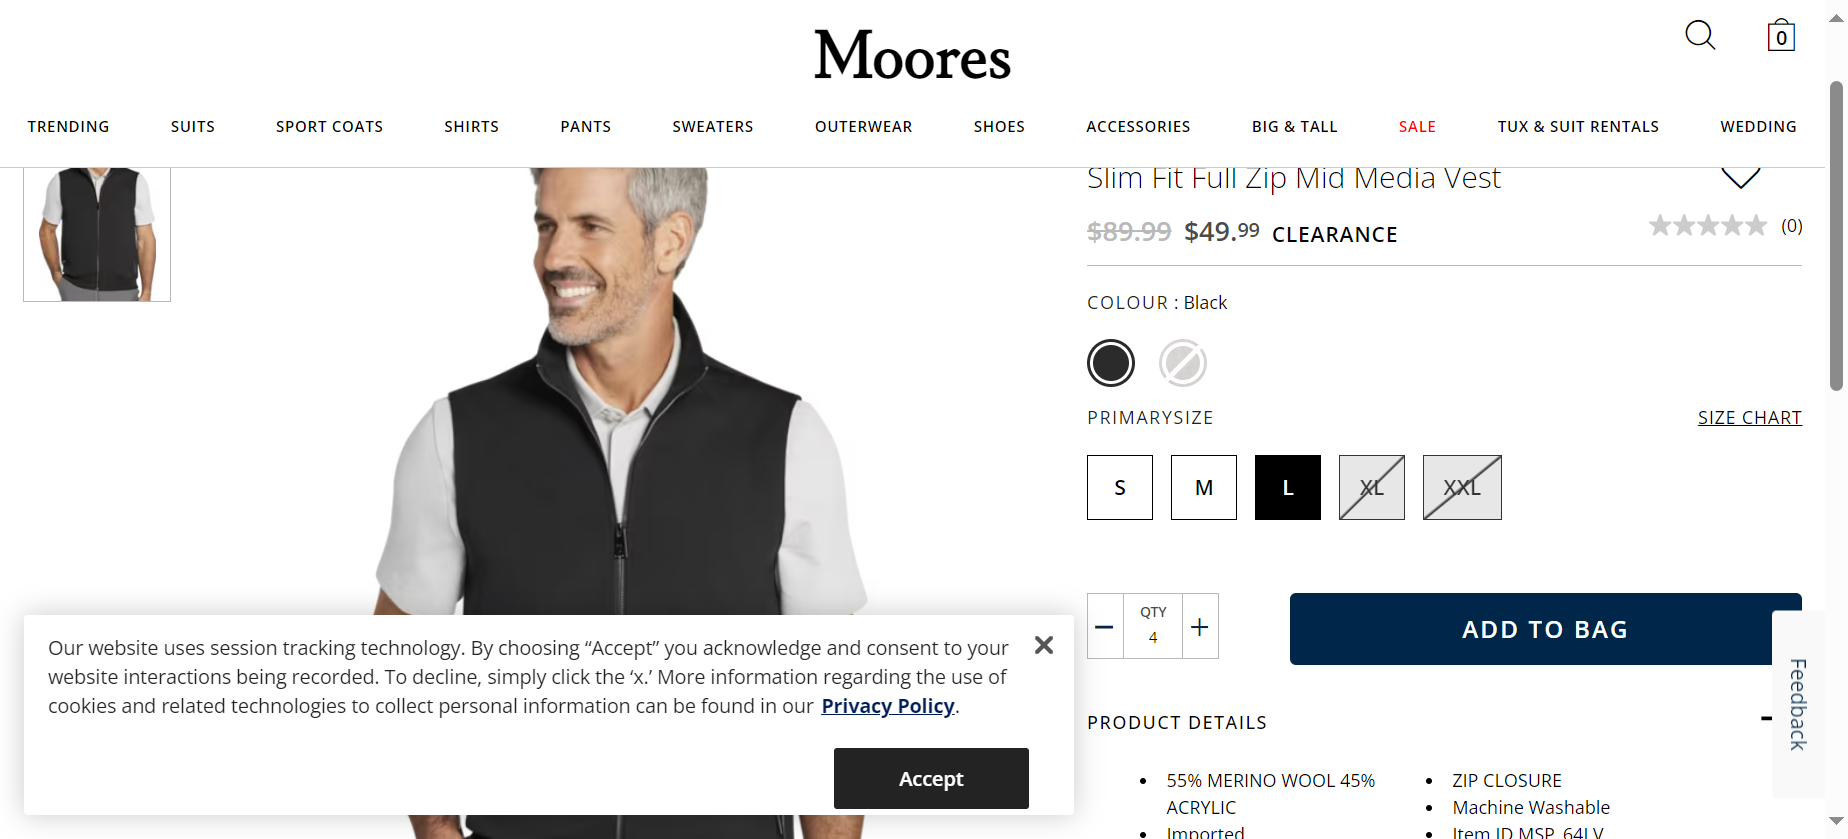 Moores
0
TRENDING
SUITS
SPORT COATS
SHIRTS
PANTS
SWEATERS
OUTERWEAR
SHOES
ACCESSORIES
BIG & TALL
SALE
TUX & SUIT RENTALS
WEDDING
Slim Fit Full Zip Mid Media Vest
$89.99 $49.99 CLEARANCE
(0)
COLOUR : Black
PRIMARYSIZE
SIZE CHART
S
M
L
XL
XXL
QTY
4
ADD TO BAG
Feedback
PRODUCT DETAILS
55% MERINO WOOL 45%
ACRYLIC
Imported
ZIP CLOSURE
Machine Washable
Item ID MSP_64LV
Our website uses session tracking technology. By choosing “Accept” you acknowledge and consent to your
website interactions being recorded. To decline, simply click the ‘x.’ More information regarding the use of
cookies and related technologies to collect personal information can be found in our Privacy Policy.
Accept